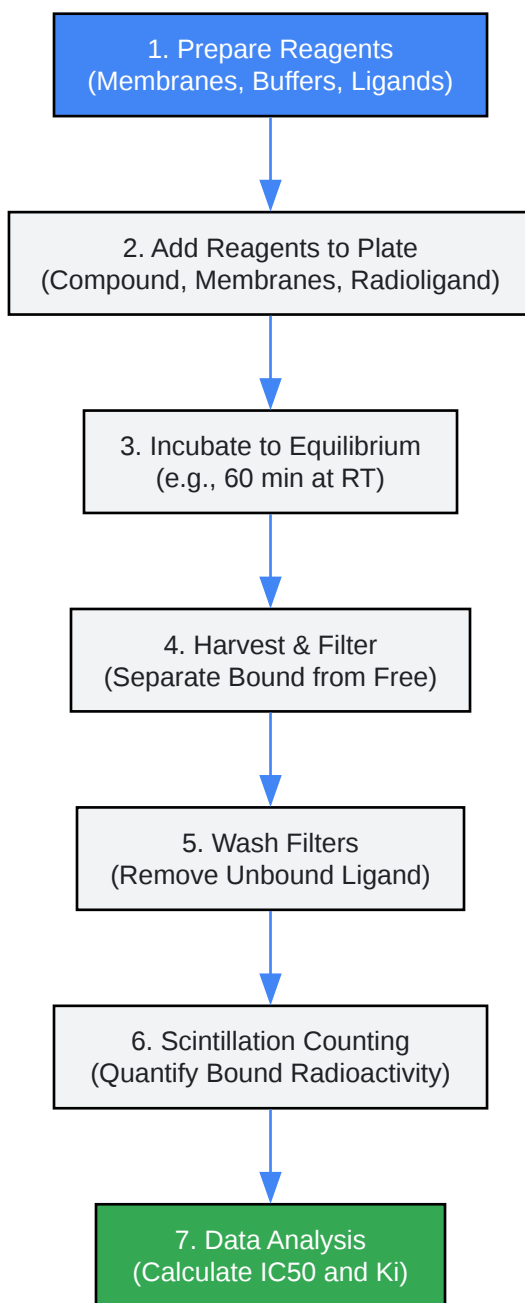 1. Prepare Reagents
(Membranes, Buffers, Ligands)
2. Add Reagents to Plate
(Compound, Membranes, Radioligand)
3. Incubate to Equilibrium
(e.g., 60 min at RT)
4. Harvest & Filter
(Separate Bound from Free)
5. Wash Filters
(Remove Unbound Ligand)
6. Scintillation Counting
(Quantify Bound Radioactivity)
7. Data Analysis
(Calculate IC50 and Ki)